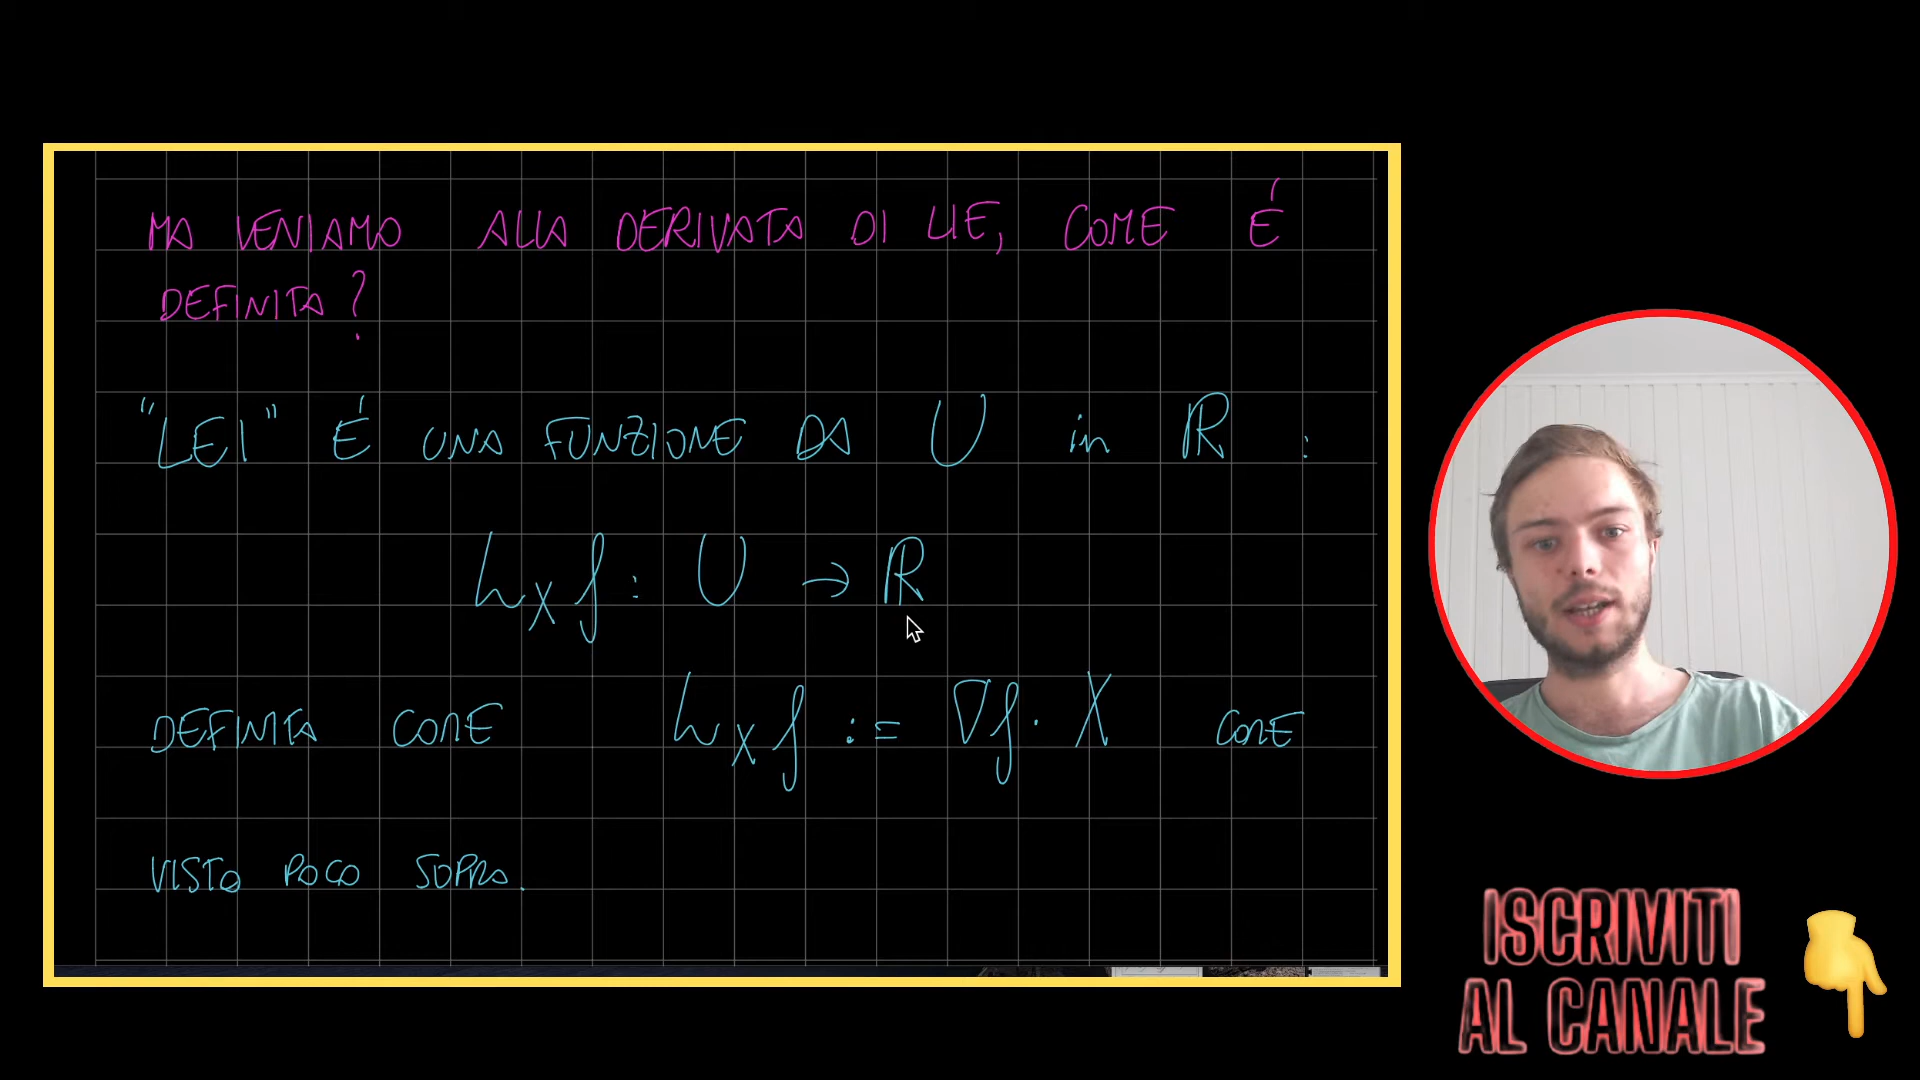 MA VENIAMO ALLA DERIVATA DI LIE, COME É
DEFINITA?
"LEI" É UNA FUNZIONE DA U in ℝ :
L_X f : U → ℝ
DEFINITA COME L_X f := ∇f · X COME
VISTO POCO SOPRA.
ISCRIVITI
AL CANALE